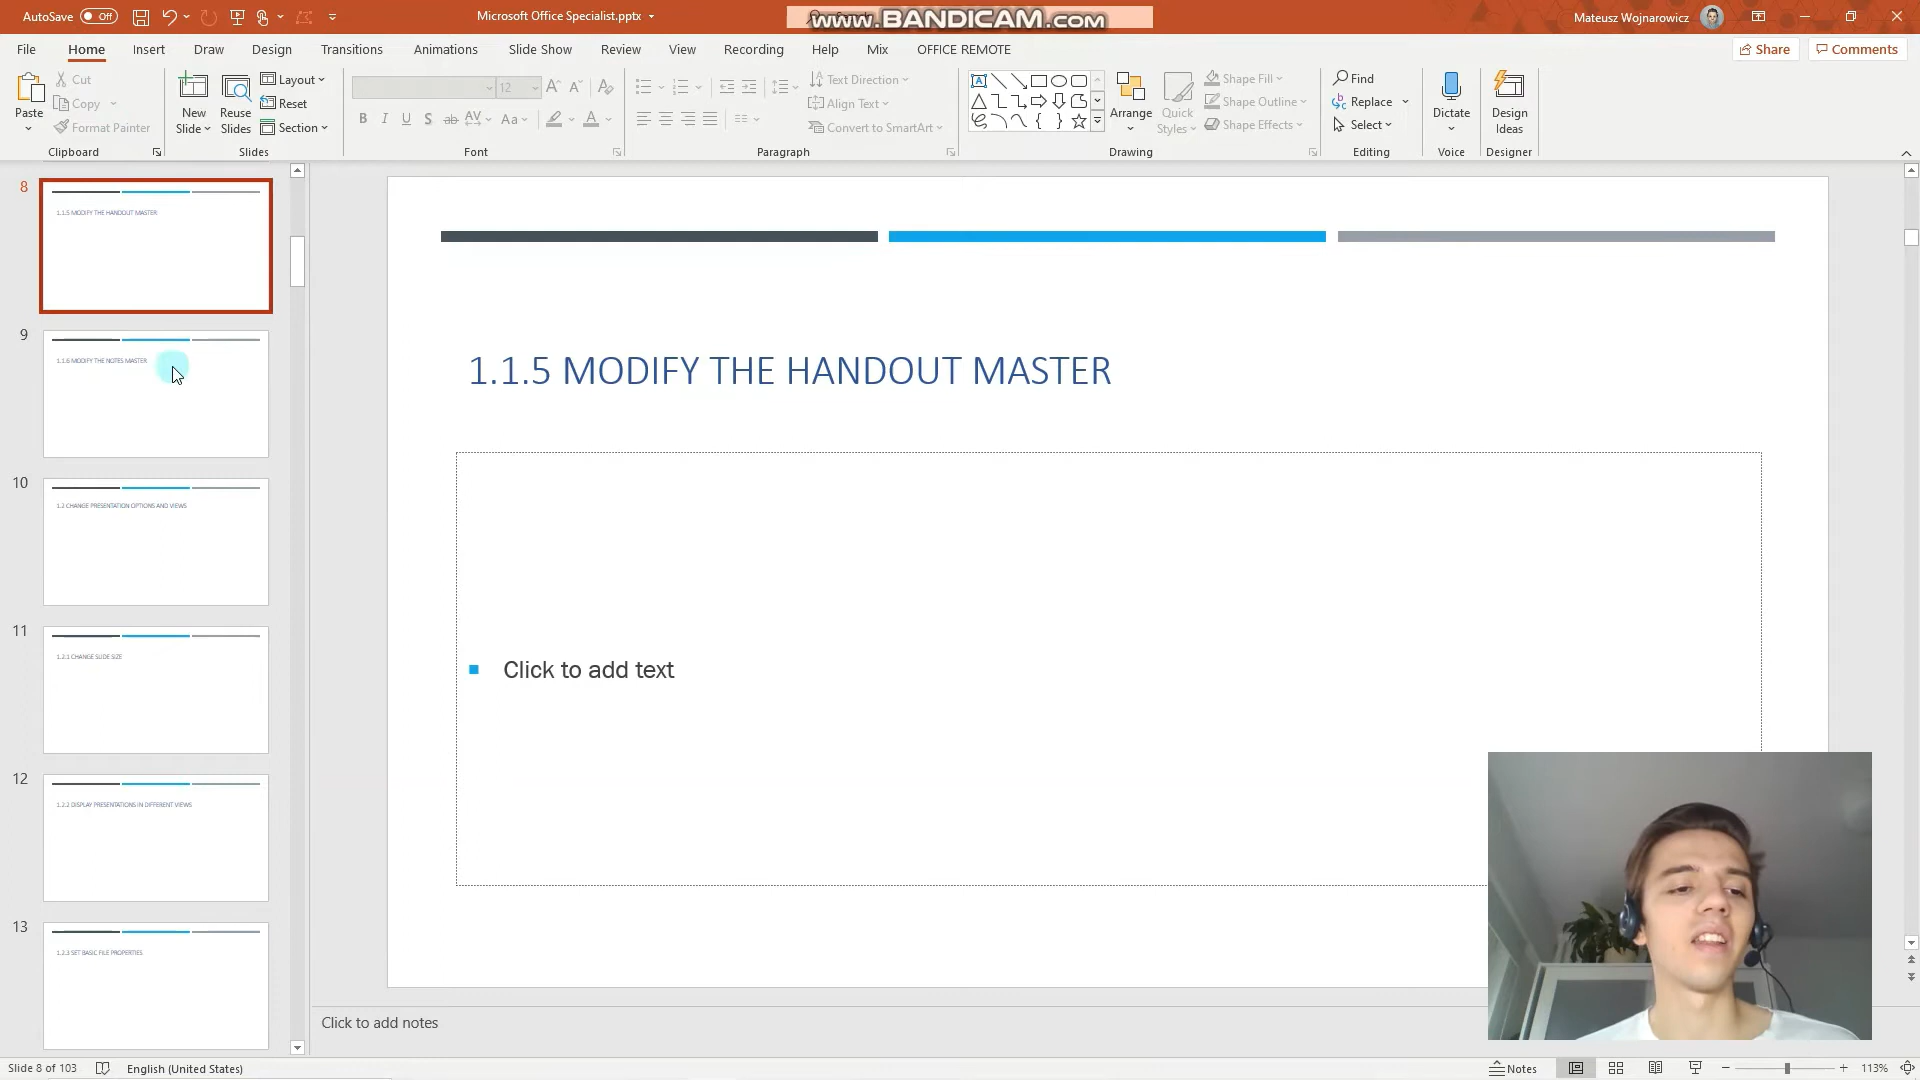 AutoSave Off
Microsoft Office Specialist.pptx
www.BANDICAM.COM
Mateusz Wojnarowicz
File Home Insert Draw Design Transitions Animations Slide Show Review View Recording Help Mix OFFICE REMOTE
Share Comments
Paste
Cut
Copy
Format Painter
Clipboard
New
Slide
Reuse
Slides
Layout
Reset
Section
Slides
12
Font
Text Direction
Align Text
Convert to SmartArt
Paragraph
Arrange
Quick
Styles
Shape Fill
Shape Outline
Shape Effects
Drawing
Find
Replace
Select
Editing
Dictate
Voice
Design
Ideas
Designer
8
1.1.5 MODIFY THE HANDOUT MASTER
9
1.1.6 MODIFY THE NOTES MASTER
10
1.2 CHANGE PRESENTATION OPTIONS AND VIEWS
11
1.2.1 CHANGE SLIDE SIZE
12
1.2.2 DISPLAY PRESENTATIONS IN DIFFERENT VIEWS
13
1.2.3 SET BASIC FILE PROPERTIES
1.1.5 MODIFY THE HANDOUT MASTER
Click to add text
Click to add notes
Slide 8 of 103
English (United States)
Notes
113%